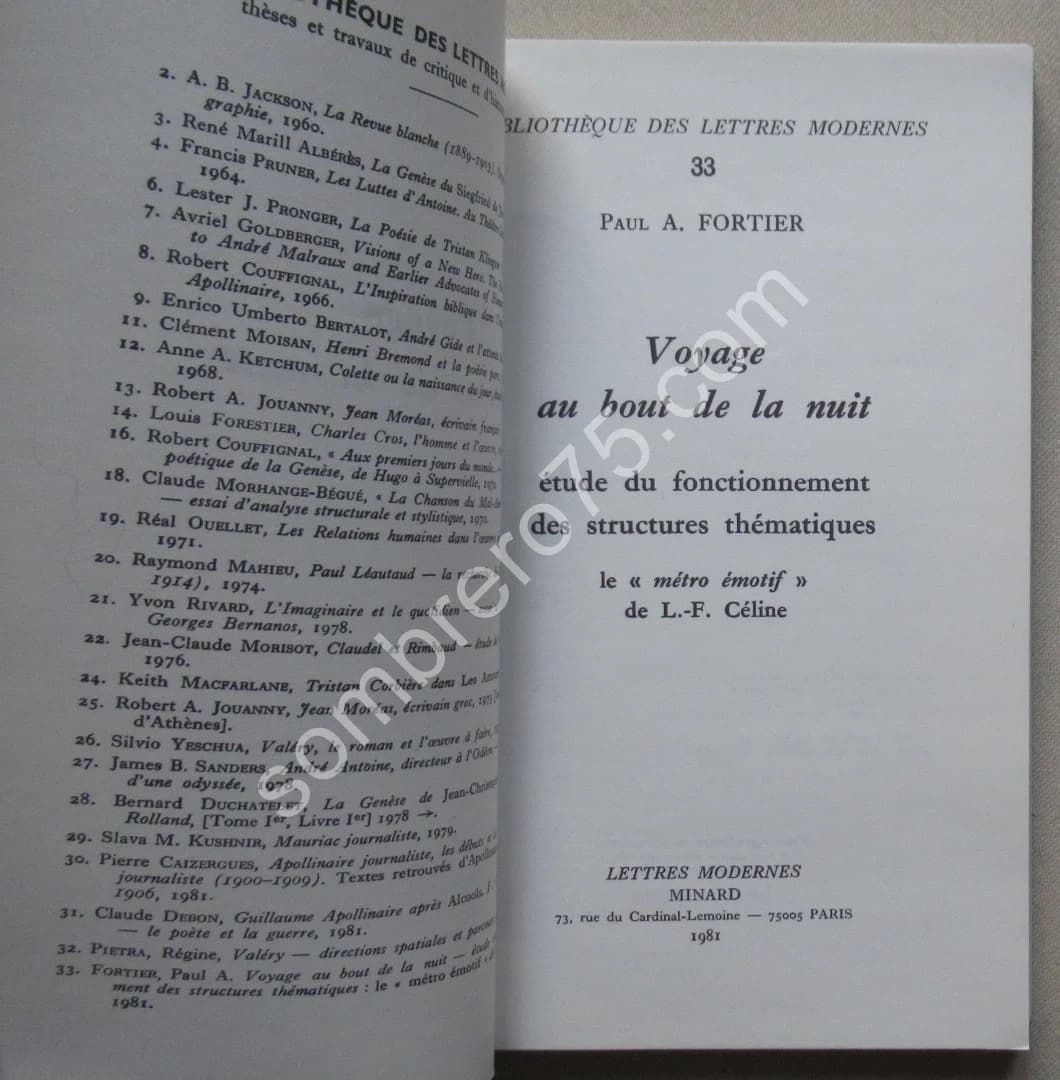 THÈQUE DES LETTRES
thèses et travaux de critique et d'
2. A. B. JACKSON, La Revue blanche (1889-1903).
graphie, 1960.
3. René Marill ALBÉRÈS, La Genèse du Siegfried de
4. Francis PRUNER, Les Luttes d'Antoine. Au Théâtre
1964.
6. Lester J. PRONGER, La Poésie de Tristan
7. Avriel GOLDBERGER, Visions of a New Hero. The
to André Malraux and Earlier Advocates of
8. Robert COUFFIGNAL, L'Inspiration biblique dans
Apollinaire, 1966.
9. Enrico Umberto BERTALOT, André Gide et l'attente
11. Clément MOISAN, Henri Bremond et la poésie pure,
12. Anne A. KETCHUM, Colette ou la naissance du jour,
1968.
13. Robert A. JOUANNY, Jean Moréas, écrivain français
14. Louis FORESTIER, Charles Cros, l'homme et l'œuvre,
16. Robert COUFFIGNAL, « Aux premiers jours du monde...
poétique de la Genèse, de Hugo à Supervielle, 1970.
18. Claude MORHANGE-BÉGUÉ, « La Chanson du Mal-
— essai d'analyse structurale et stylistique, 1970.
19. Réal OUELLET, Les Relations humaines dans l'œuvre
1971.
20. Raymond MAHIEU, Paul Léautaud — la
1914), 1974.
21. Yvon RIVARD, L'Imaginaire et le quotidien —
Georges Bernanos, 1978.
22. Jean-Claude MORISOT, Claudel et Rimbaud — étude de
1976.
24. Keith MACFARLANE, Tristan Corbière dans Les
25. Robert A. JOUANNY, Jean Moréas, écrivain grec, 1975
d'Athènes].
26. Silvio YESCHUA, Valéry, le roman et l'œuvre à faire,
27. James B. SANDERS, André Antoine, directeur à l'Odéon —
d'une odyssée, 1978.
28. Bernard DUCHATELET, La Genèse de Jean-Christophe
Rolland, [Tome Ier, Livre Ier] 1978 →.
29. Slava M. KUSHNIR, Mauriac journaliste, 1979.
30. Pierre CAIZERGUES, Apollinaire journaliste, les débuts et
journaliste (1900-1909). Textes retrouvés
1906, 1981.
31. Claude DEBON, Guillaume Apollinaire après Alcools. I
— le poète et la guerre, 1981.
32. PIETRA, Régine, Valéry — directions spatiales et
33. FORTIER, Paul A. Voyage au bout de la nuit — étude
ment des structures thématiques : le « métro émotif »
1981.
BLIOTHÈQUE DES LETTRES MODERNES
33
PAUL A. FORTIER
Voyage
au bout de la nuit
étude du fonctionnement
des structures thématiques
le « métro émotif »
de L.-F. Céline
LETTRES MODERNES
MINARD
73, rue du Cardinal-Lemoine — 75005 PARIS
1981
sombrero75.com